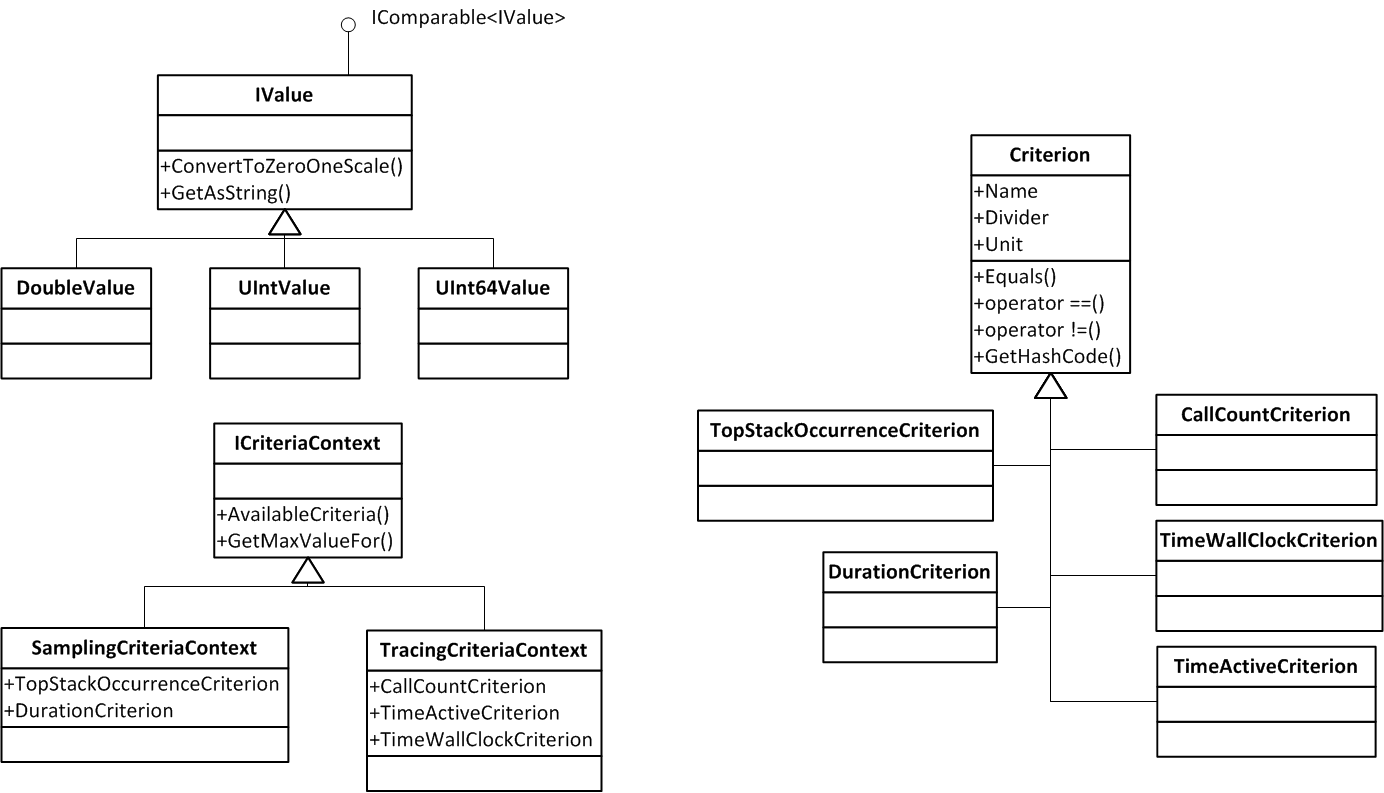 IComparable<IValue>
IValue
+ConvertToZeroOneScale()
+GetAsString()
DoubleValue
UIntValue
UInt64Value
ICriteriaContext
+AvailableCriteria()
+GetMaxValueFor()
SamplingCriteriaContext
+TopStackOccurrenceCriterion
+DurationCriterion
TracingCriteriaContext
+CallCountCriterion
+TimeActiveCriterion
+TimeWallClockCriterion
Criterion
+Name
+Divider
+Unit
+Equals()
+operator ==()
+operator !=()
+GetHashCode()
TopStackOccurrenceCriterion
DurationCriterion
CallCountCriterion
TimeWallClockCriterion
TimeActiveCriterion